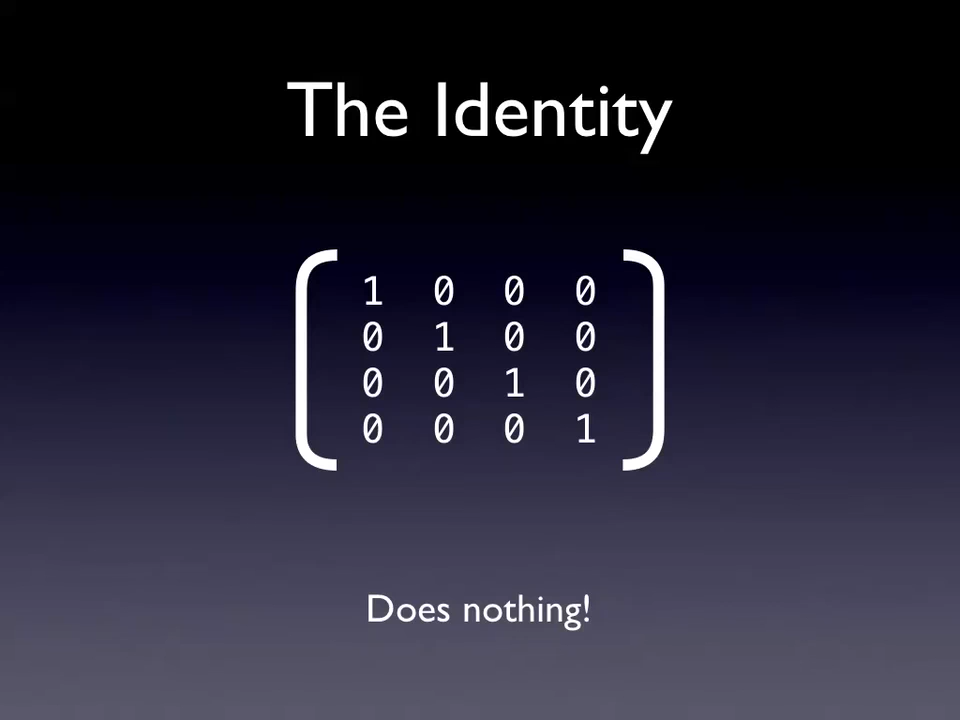 The Identity
1 0 0 0
0 1 0 0
0 0 1 0
0 0 0 1
Does nothing!